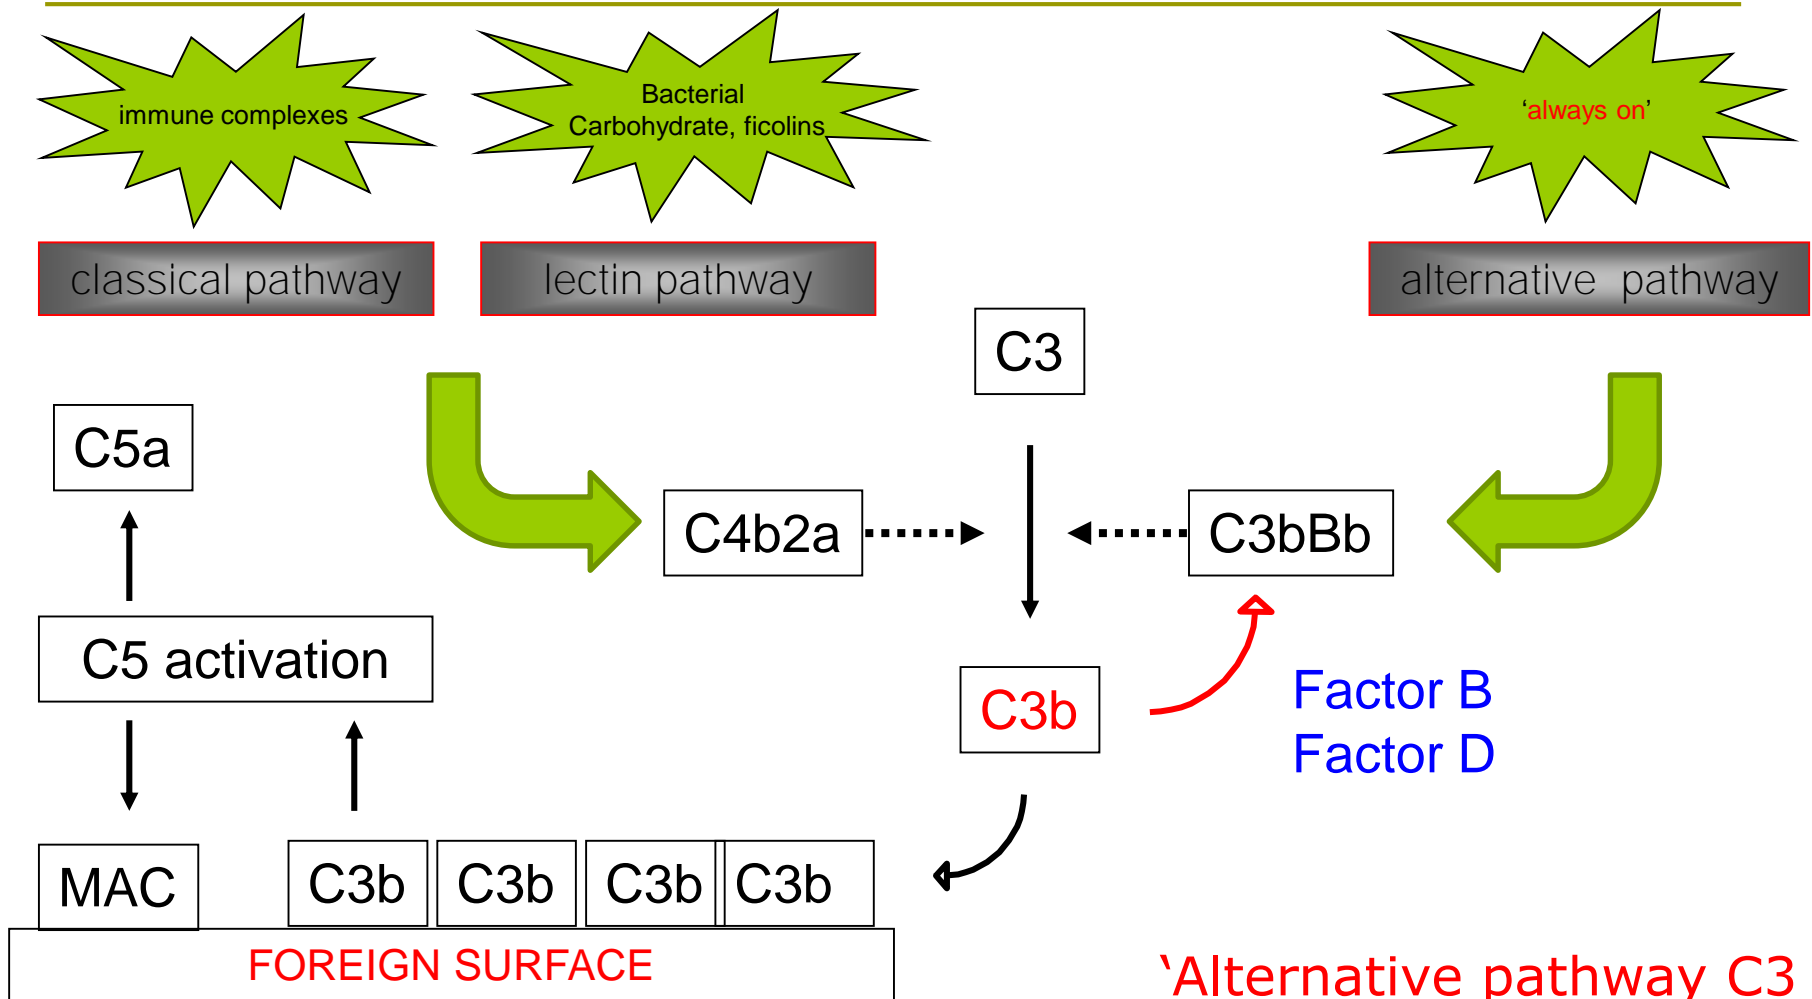 immune complexes
Bacterial
Carbohydrate, ficolins
‘always on’
classical pathway
lectin pathway
alternative pathway
C3
C5a
C4b2a
C3bBb
C5 activation
C3b
Factor B
Factor D
MAC
C3b
C3b
C3b
C3b
FOREIGN SURFACE
‘Alternative pathway C3